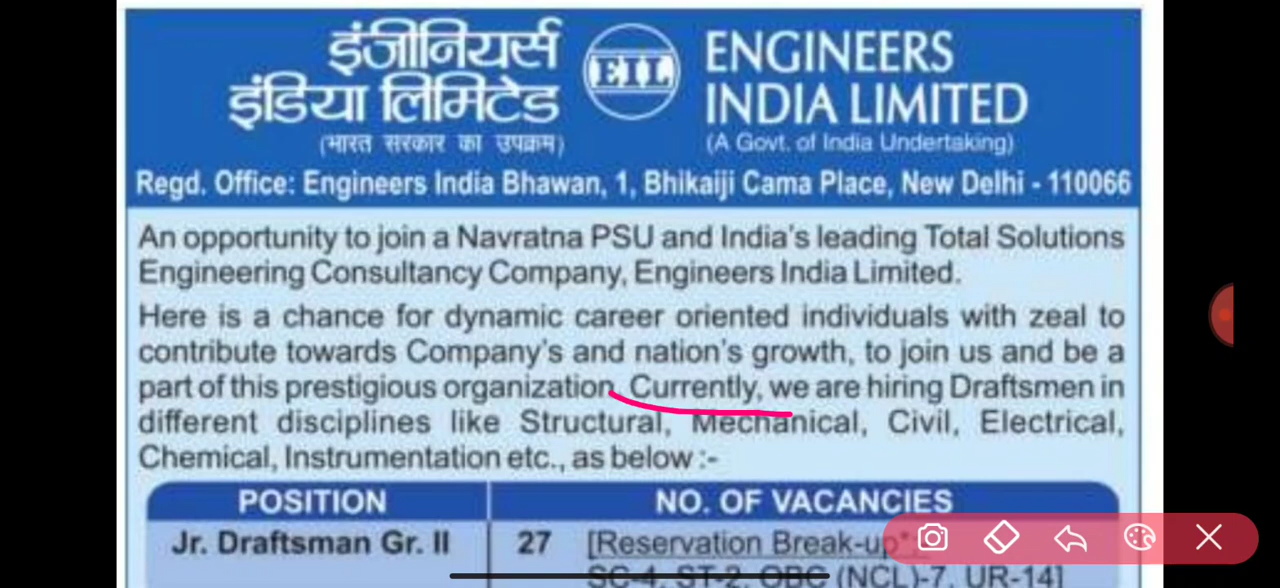 इंजीनियर्स
इंडिया लिमिटेड
(भारत सरकार का उपक्रम)
EIL
ENGINEERS
INDIA LIMITED
(A Govt. of India Undertaking)
Regd. Office: Engineers India Bhawan, 1, Bhikaiji Cama Place, New Delhi - 110066
An opportunity to join a Navratna PSU and India's leading Total Solutions
Engineering Consultancy Company, Engineers India Limited.
Here is a chance for dynamic career oriented individuals with zeal to
contribute towards Company's and nation's growth, to join us and be a
part of this prestigious organization. Currently, we are hiring Draftsmen in
different disciplines like Structural, Mechanical, Civil, Electrical,
Chemical, Instrumentation etc., as below :-
POSITION NO. OF VACANCIES
Jr. Draftsman Gr. II 27 [Reservation Break-up*:
SC-4, ST-2, OBC (NCL)-7, UR-14]